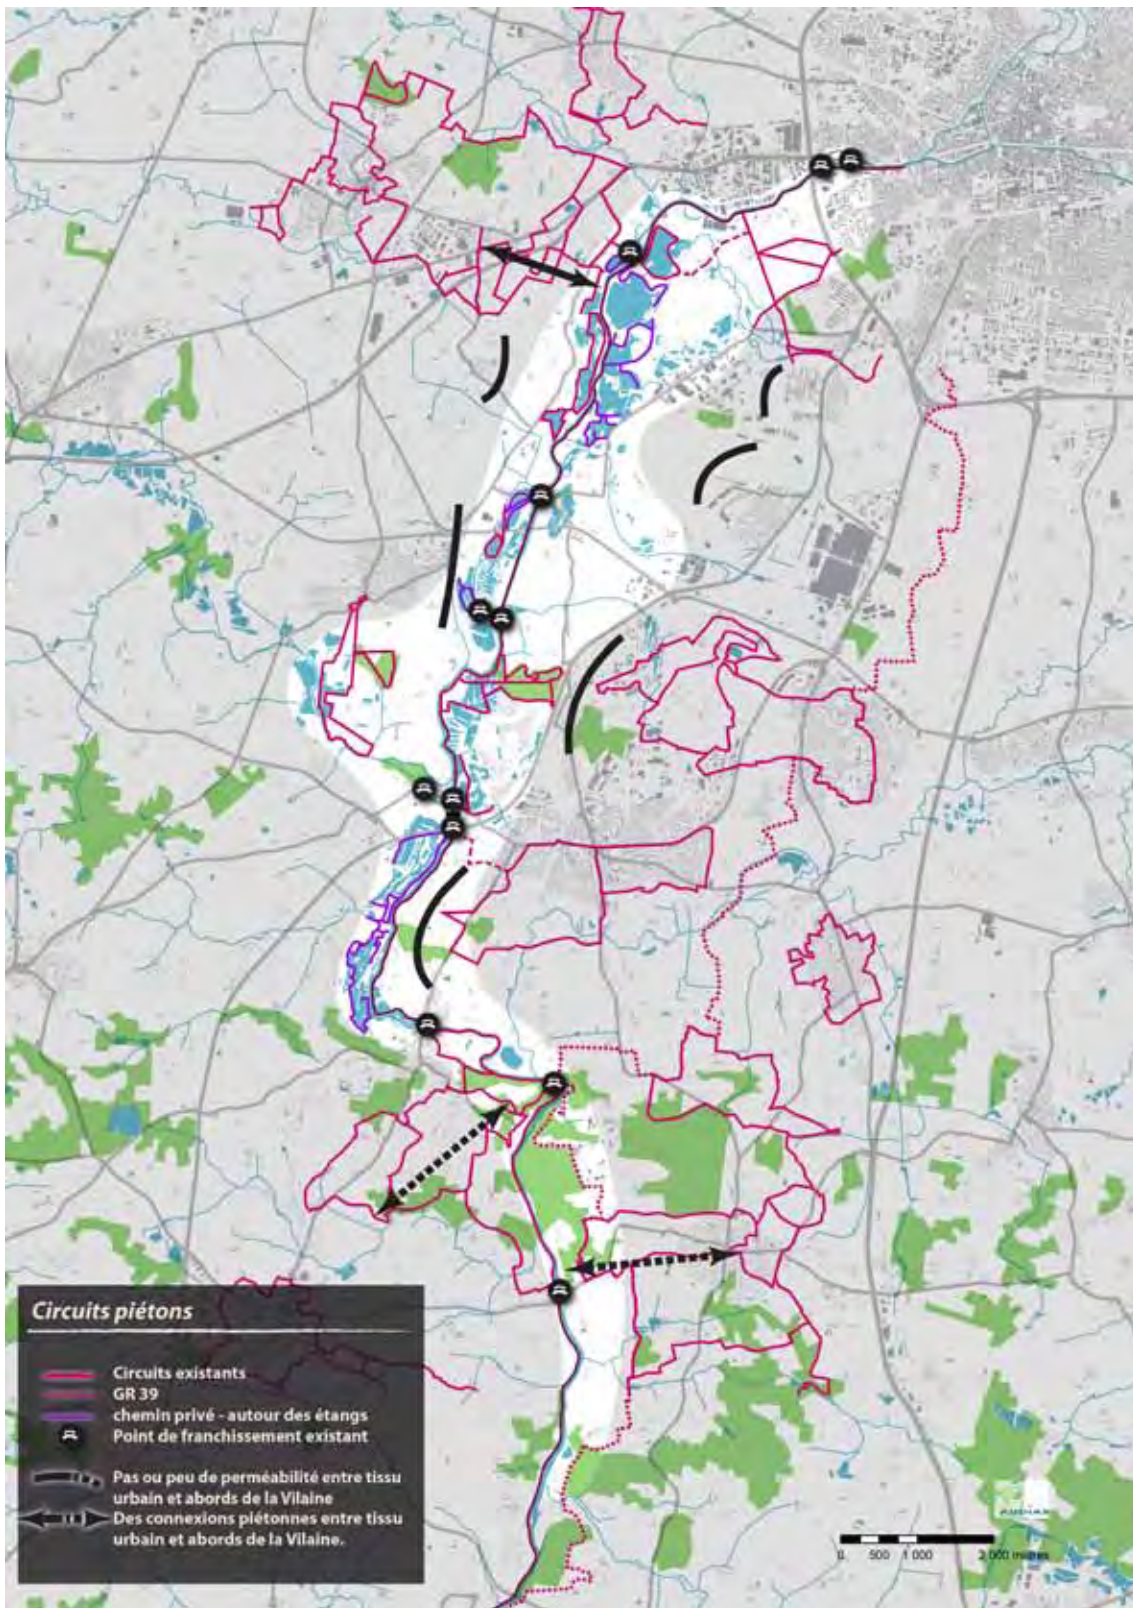 Circuits piétons
Circuits existants
GR 39
chemin privé - autour des étangs
Point de franchissement existant
Pas ou peu de perméabilité entre tissu
urbain et abords de la Vilaine
Des connexions piétonnes entre tissu
urbain et abords de la Vilaine.
AUDIAR
0 500 1 000 2 000 mètres